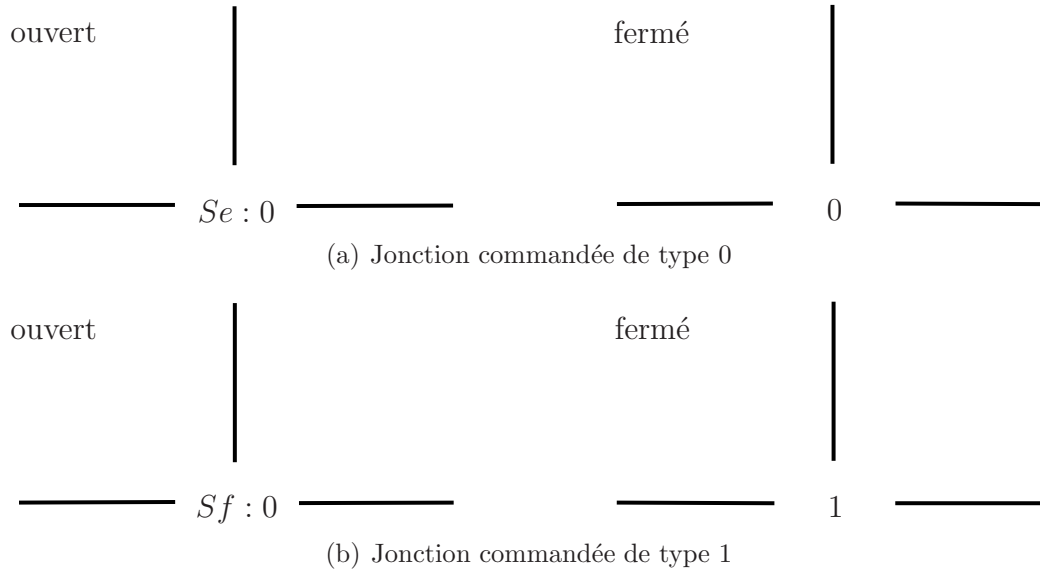 ouvert fermé
Se : 0 0
(a) Jonction commandée de type 0
ouvert fermé
Sf : 0 1
(b) Jonction commandée de type 1